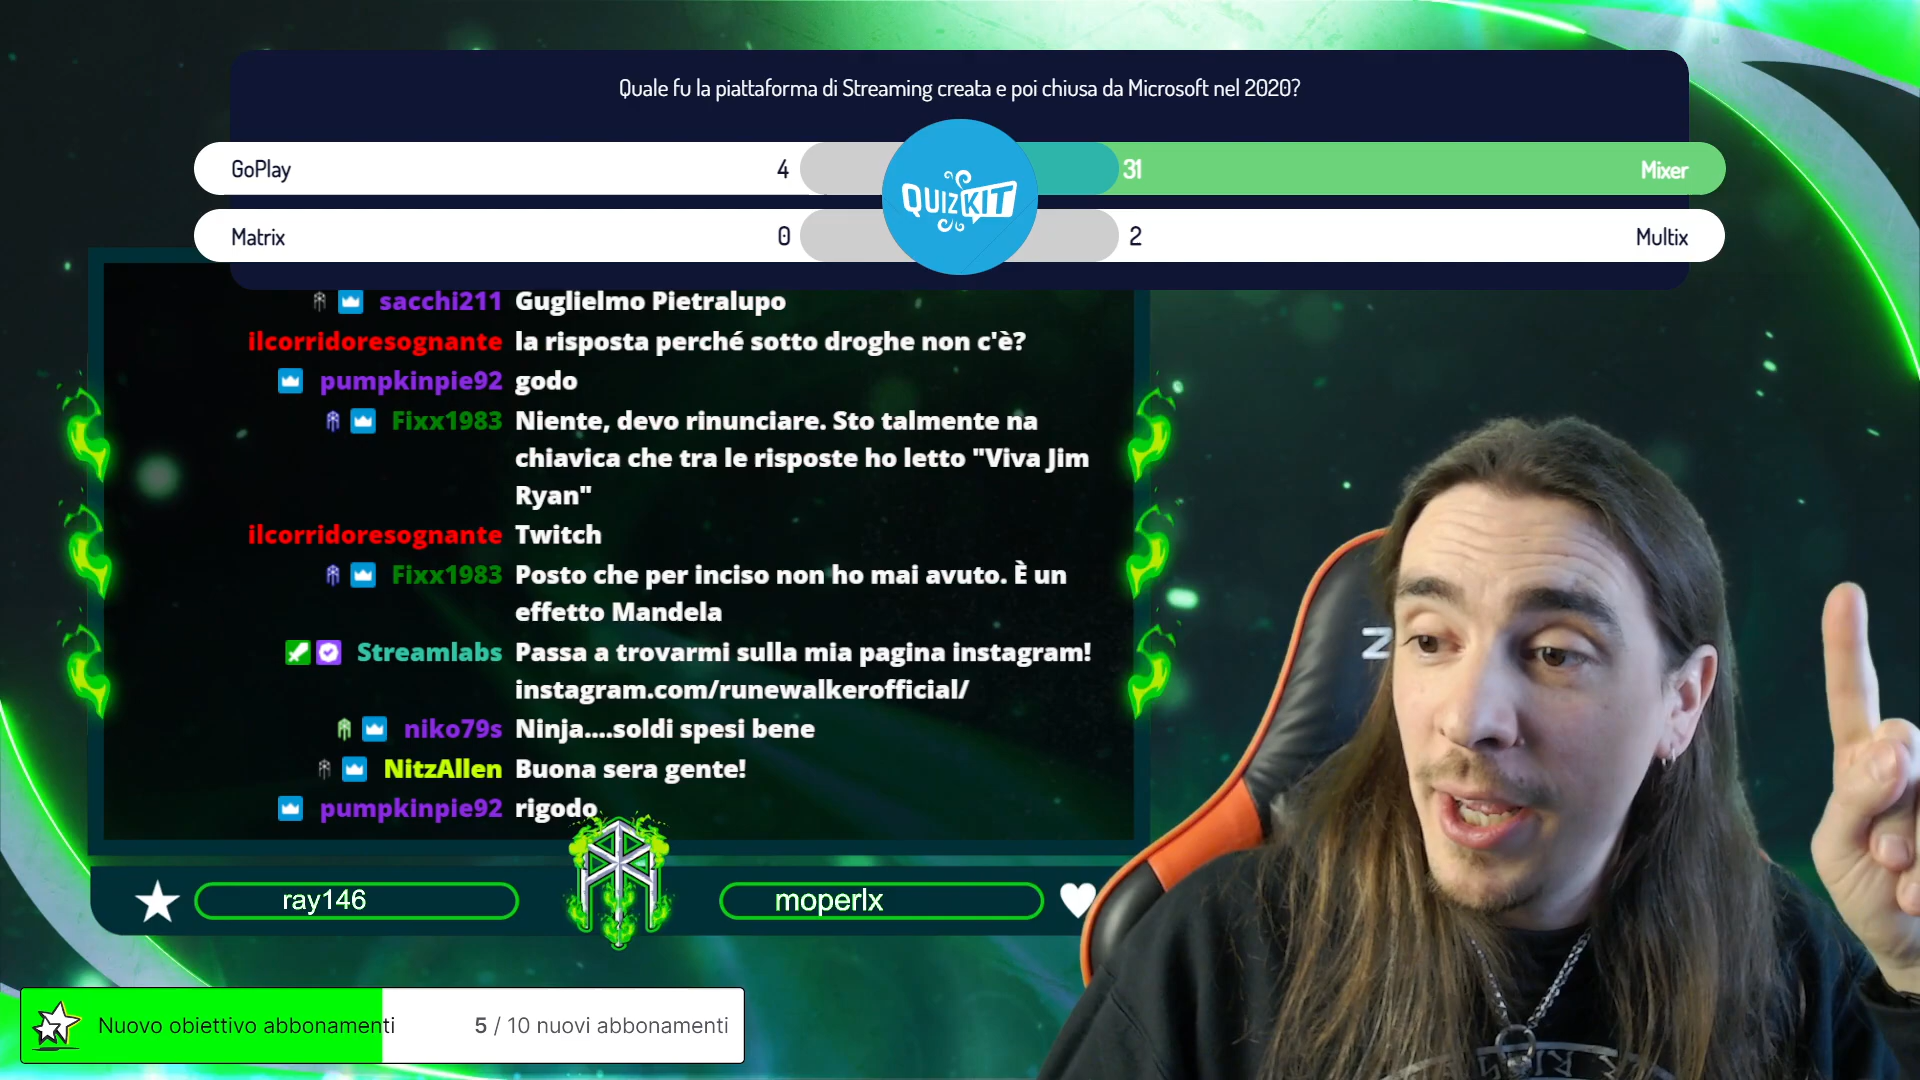 Quale fu la piattaforma di Streaming creata e poi chiusa da Microsoft nel 2020?
GoPlay 4 31 Mixer
QUIZKIT
Matrix 0 2 Multix
sacchi211 Guglielmo Pietralupo
ilcorridoresognante la risposta perché sotto droghe non c'è?
pumpkinpie92 godo
Fixx1983 Niente, devo rinunciare. Sto talmente na
chiavica che tra le risposte ho letto "Viva Jim
Ryan"
ilcorridoresognante Twitch
Fixx1983 Posto che per inciso non ho mai avuto. È un
effetto Mandela
Streamlabs Passa a trovarmi sulla mia pagina instagram!
instagram.com/runewalkerofficial/
niko79s Ninja....soldi spesi bene
NitzAllen Buona sera gente!
pumpkinpie92 rigodo
ray146 moperlx
Nuovo obiettivo abbonamenti 5 / 10 nuovi abbonamenti